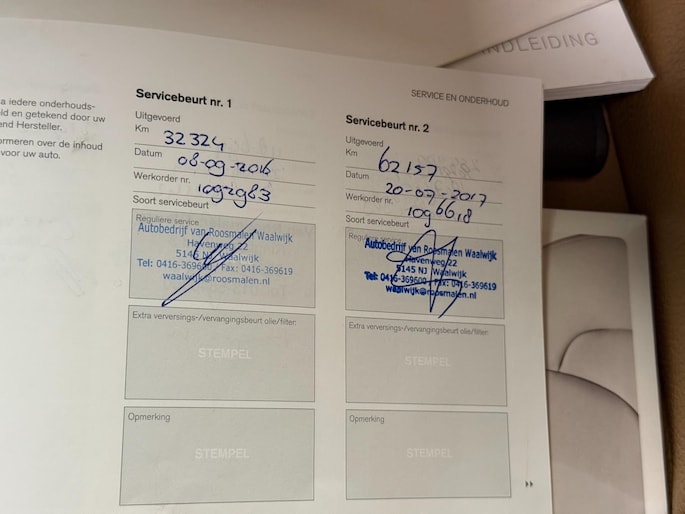 NDLEIDING
SERVICE EN ONDERHOUD
a iedere onderhouds-
ld en getekend door uw
end Hersteller.
ormeren over de inhoud
voor uw auto.
Servicebeurt nr. 1
Uitgevoerd
Km 32324
Datum 08-09-2016
Werkorder nr. 1092983
Soort servicebeurt
Reguliere service
Autobedrijf van Roosmalen Waalwijk
Havenweg 22
5145 NJ Waalwijk
Tel: 0416-369600 Fax: 0416-369619
waalwijk@roosmalen.nl
Extra verversings-/vervangingsbeurt olie/filter:
STEMPEL
Opmerking
STEMPEL
Servicebeurt nr. 2
Uitgevoerd
Km 62157
Datum 20-07-2017
Werkorder nr. 1096618
Soort servicebeurt
Reguliere service
Autobedrijf van Roosmalen Waalwijk
Havenweg 22
5145 NJ Waalwijk
Tel: 0416-369600 Fax: 0416-369619
waalwijk@roosmalen.nl
Extra verversings-/vervangingsbeurt olie/filter:
STEMPEL
Opmerking
STEMPEL